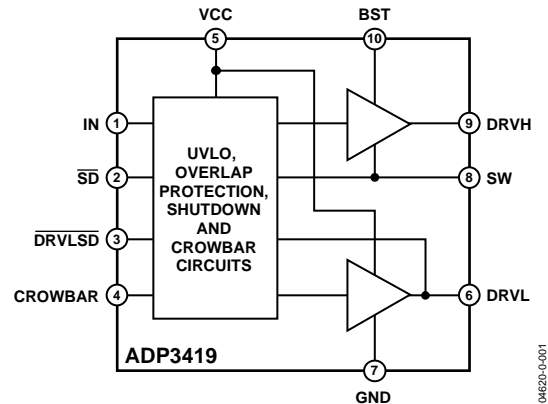 VCC
BST
5
10
IN 1
9 DRVH
UVLO,
OVERLAP
PROTECTION,
SHUTDOWN
AND
CROWBAR
CIRCUITS
SD 2
8 SW
DRVLSD 3
CROWBAR 4
6 DRVL
ADP3419
7
GND
04620-0-001